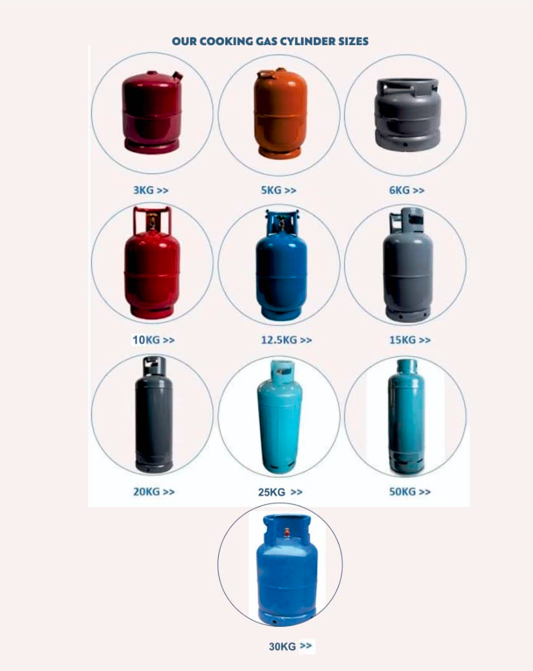 OUR COOKING GAS CYLINDER SIZES
3KG >> 5KG >> 6KG >>
10KG >> 12.5KG >> 15KG >>
20KG >> 25KG >> 50KG >>
30KG >>